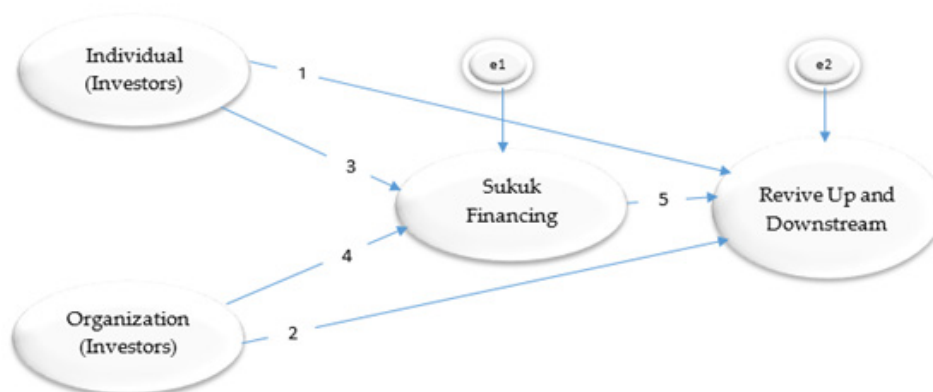 Individual
(Investors)
1
e1
e2
3
Sukuk
Financing
5
Revive Up and
Downstream
4
Organization
(Investors)
2